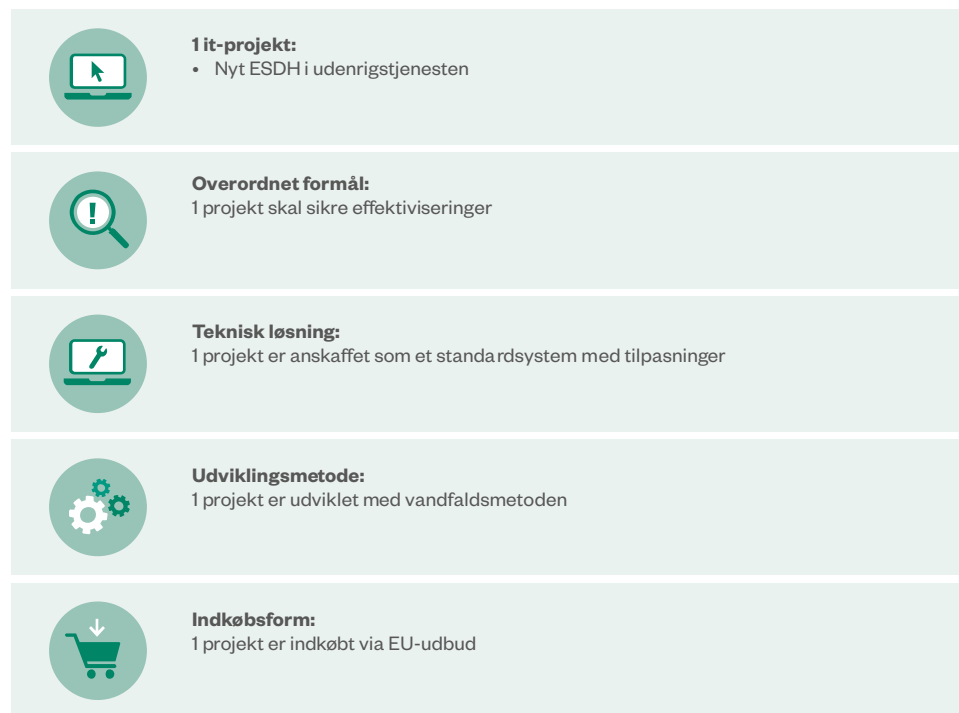 1 it-projekt:
• Nyt ESDH i udenrigstjenesten
Overordnet formål:
1 projekt skal sikre effektiviseringer
Teknisk løsning:
1 projekt er anskaffet som et standardsystem med tilpasninger
Udviklingsmetode:
1 projekt er udviklet med vandfaldsmetoden
Indkøbsform:
1 projekt er indkøbt via EU-udbud